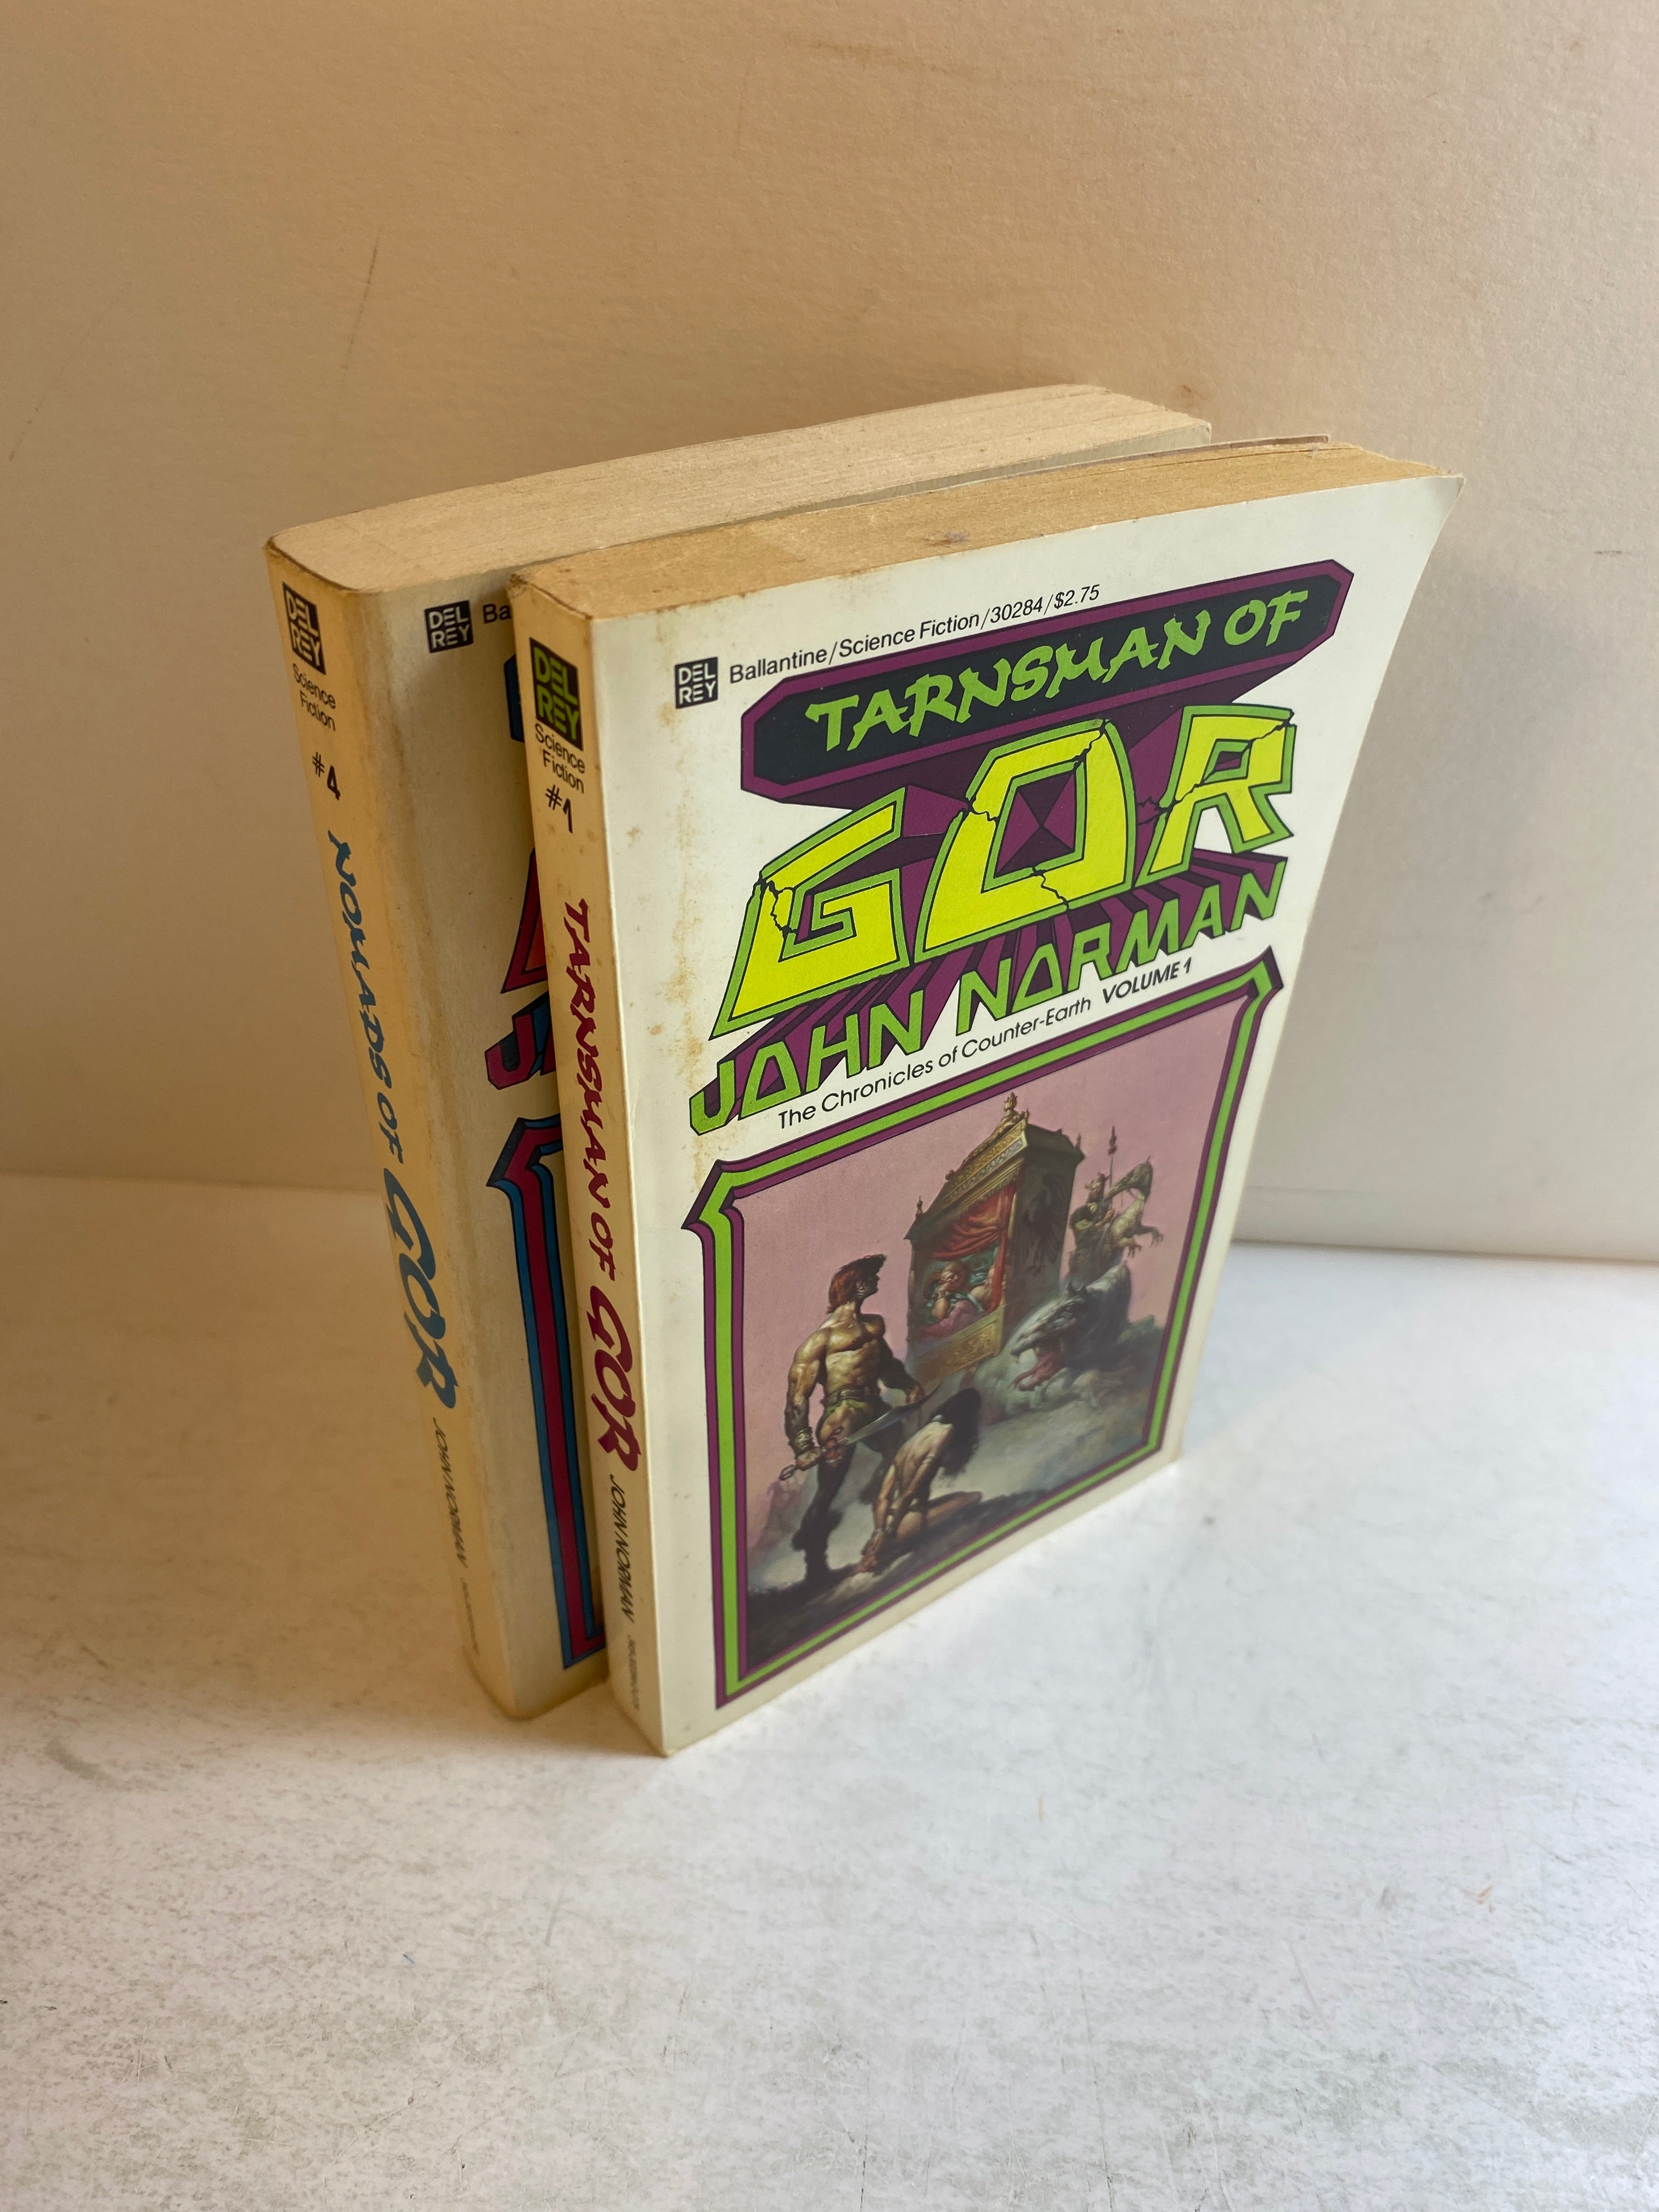 DEL
REY
Science
Fiction
#4
NOMADS OF GOR
JOHN NORMAN
DEL
REY
Ba
DEL
REY
Science
Fiction
#1
TARNSMAN OF GOR
JOHN NORMAN
DEL
REY
Ballantine/Science Fiction/30284/$2.75
TARNSMAN OF
GOR
JOHN NORMAN
The Chronicles of Counter-Earth VOLUME 1